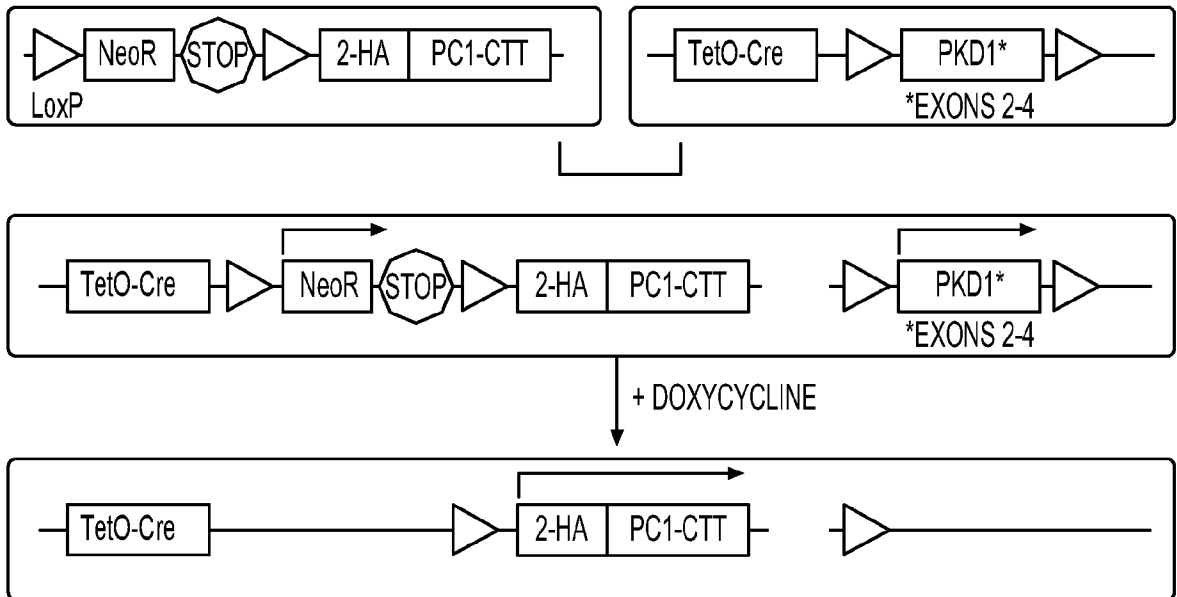 NeoR STOP 2-HA PC1-CTT
LoxP
TetO-Cre PKD1*
*EXONS 2-4
TetO-Cre NeoR STOP 2-HA PC1-CTT PKD1*
*EXONS 2-4
+ DOXYCYCLINE
TetO-Cre 2-HA PC1-CTT